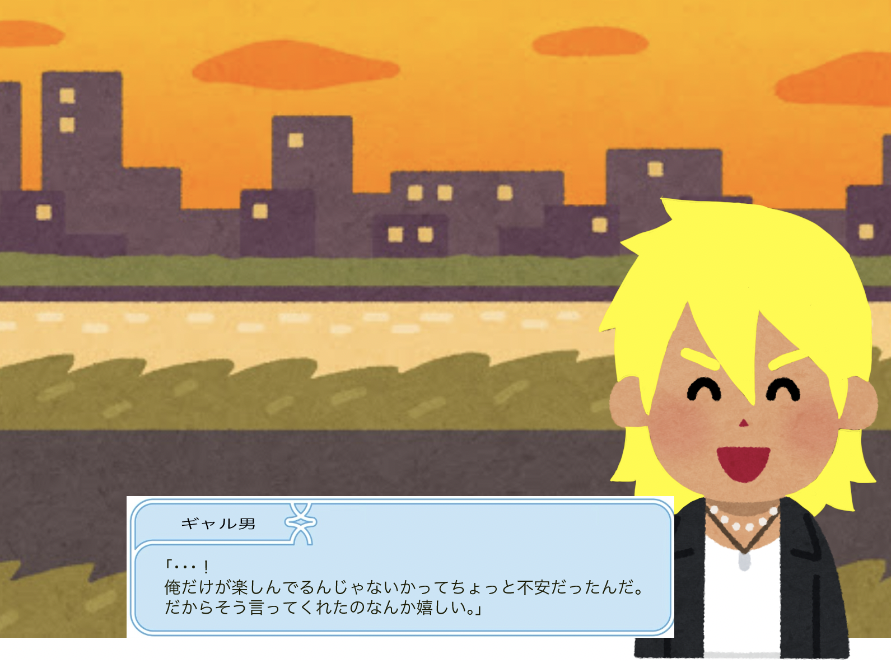 ギャル男
「・・・！
俺だけが楽しんでるんじゃないかってちょっと不安だったんだ。
だからそう言ってくれたのなんか嬉しい。」